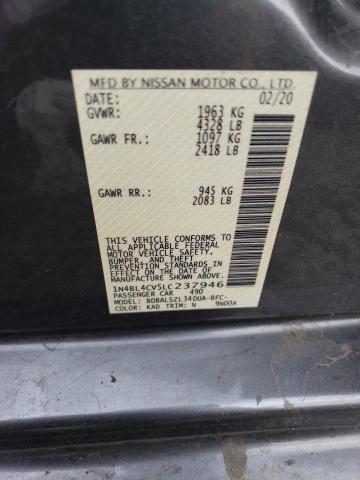 MFD BY NISSAN MOTOR CO., LTD.
DATE: 02/20
GVWR: 1963 KG
4328 LB
GAWR FR.: 1097 KG
2418 LB
GAWR RR.: 945 KG
2083 LB
THIS VEHICLE CONFORMS TO
ALL APPLICABLE FEDERAL
MOTOR VEHICLE SAFETY,
BUMPER, AND THEFT
PREVENTION STANDARDS IN
EFFECT ON THE DATE OF
MANUFACTURE SHOWN ABOVE.
1N4BL4CV5LC237946
PASSENGER CAR 490
MODEL: BDBALSZL34DUA-BFC-
COLOR: KAD TRIM: N 9N00A